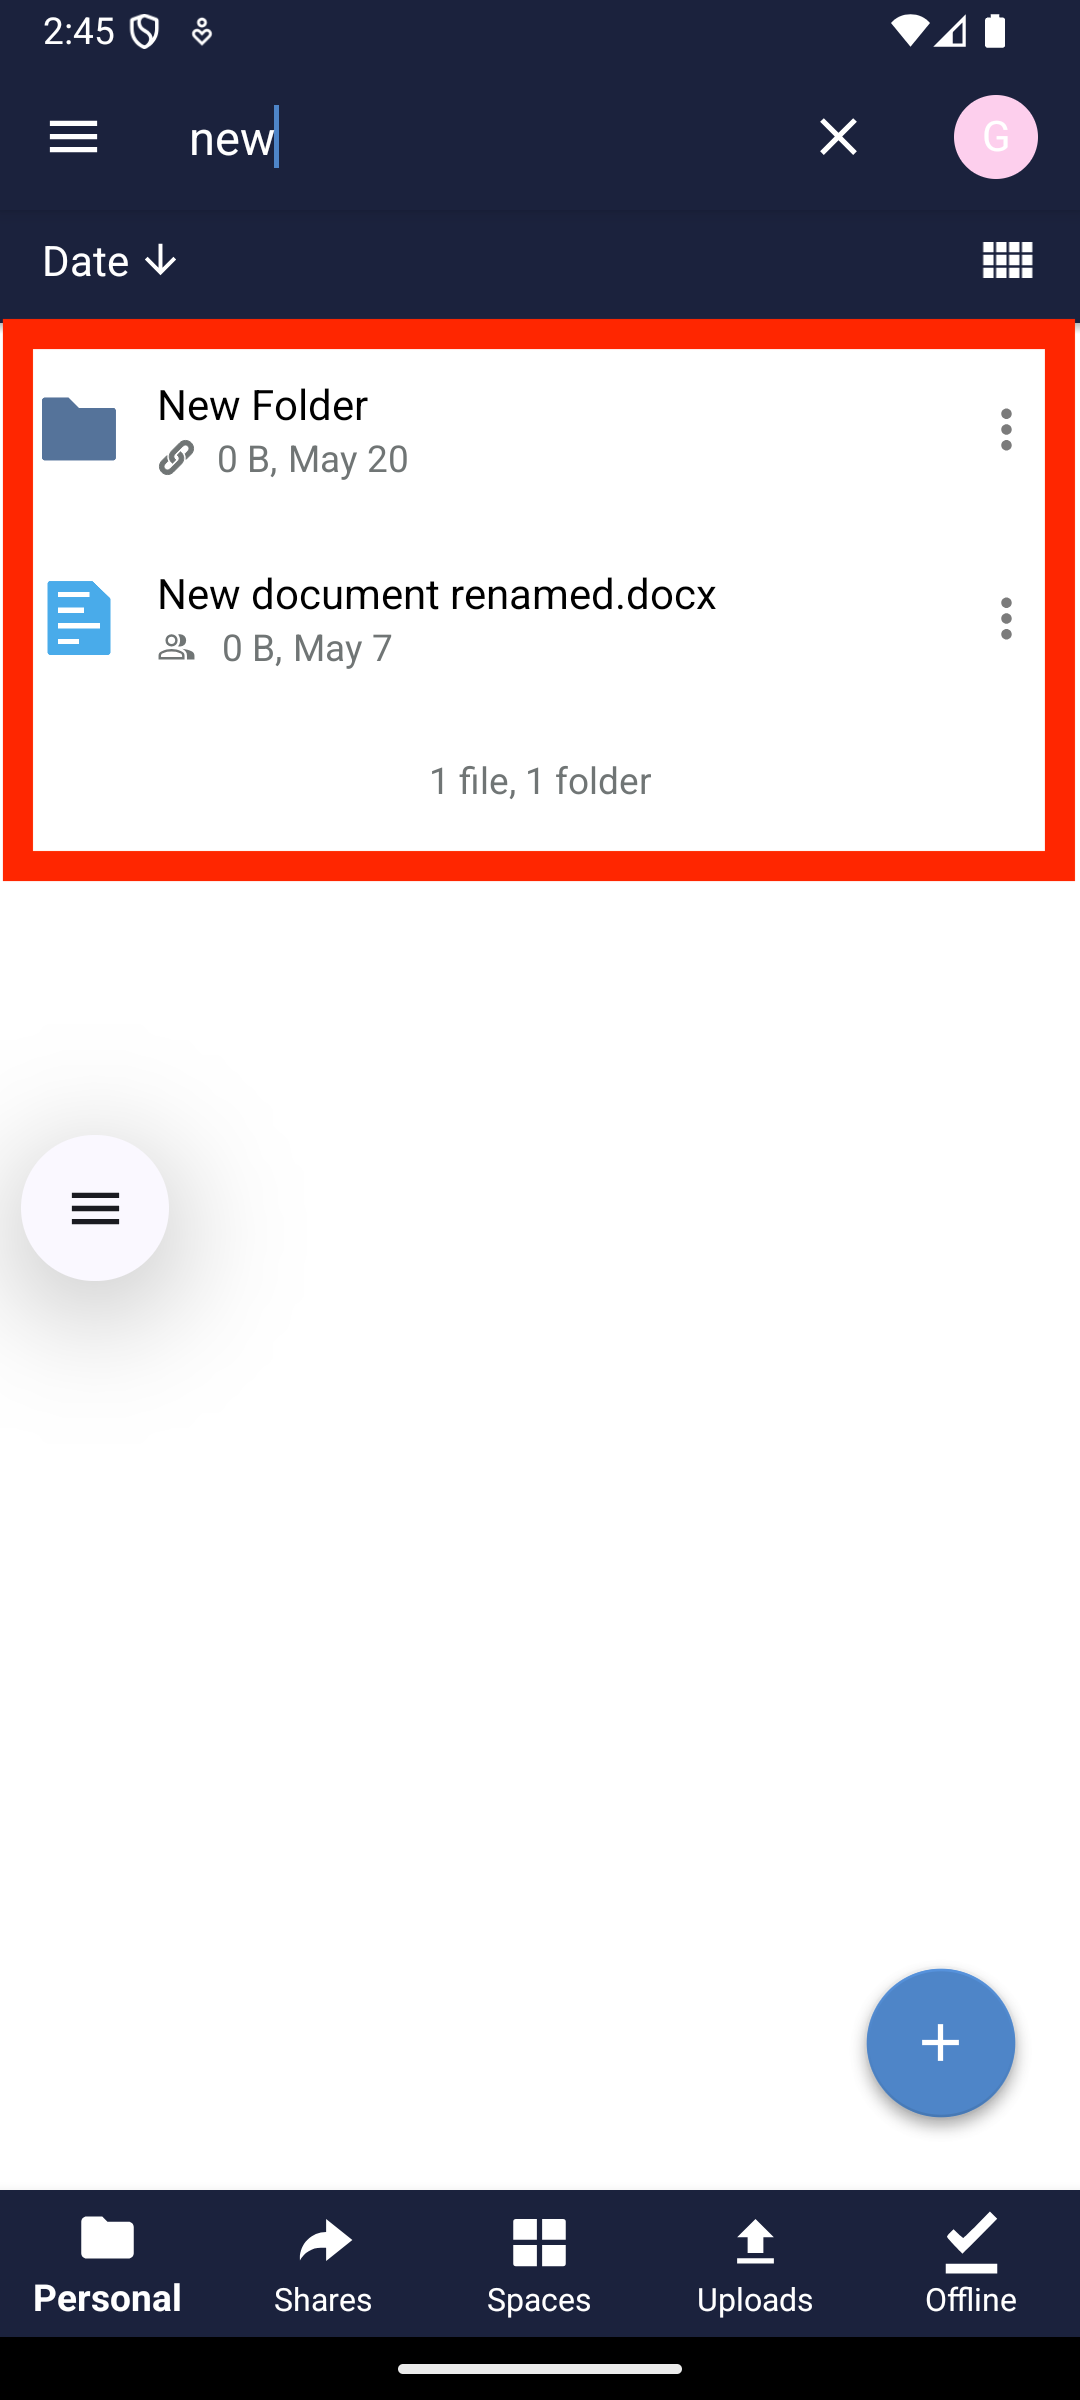 2:45
new
G
Date
New Folder
0 B, May 20
New document renamed.docx
0 B, May 7
1 file, 1 folder
Personal
Shares
Spaces
Uploads
Offline